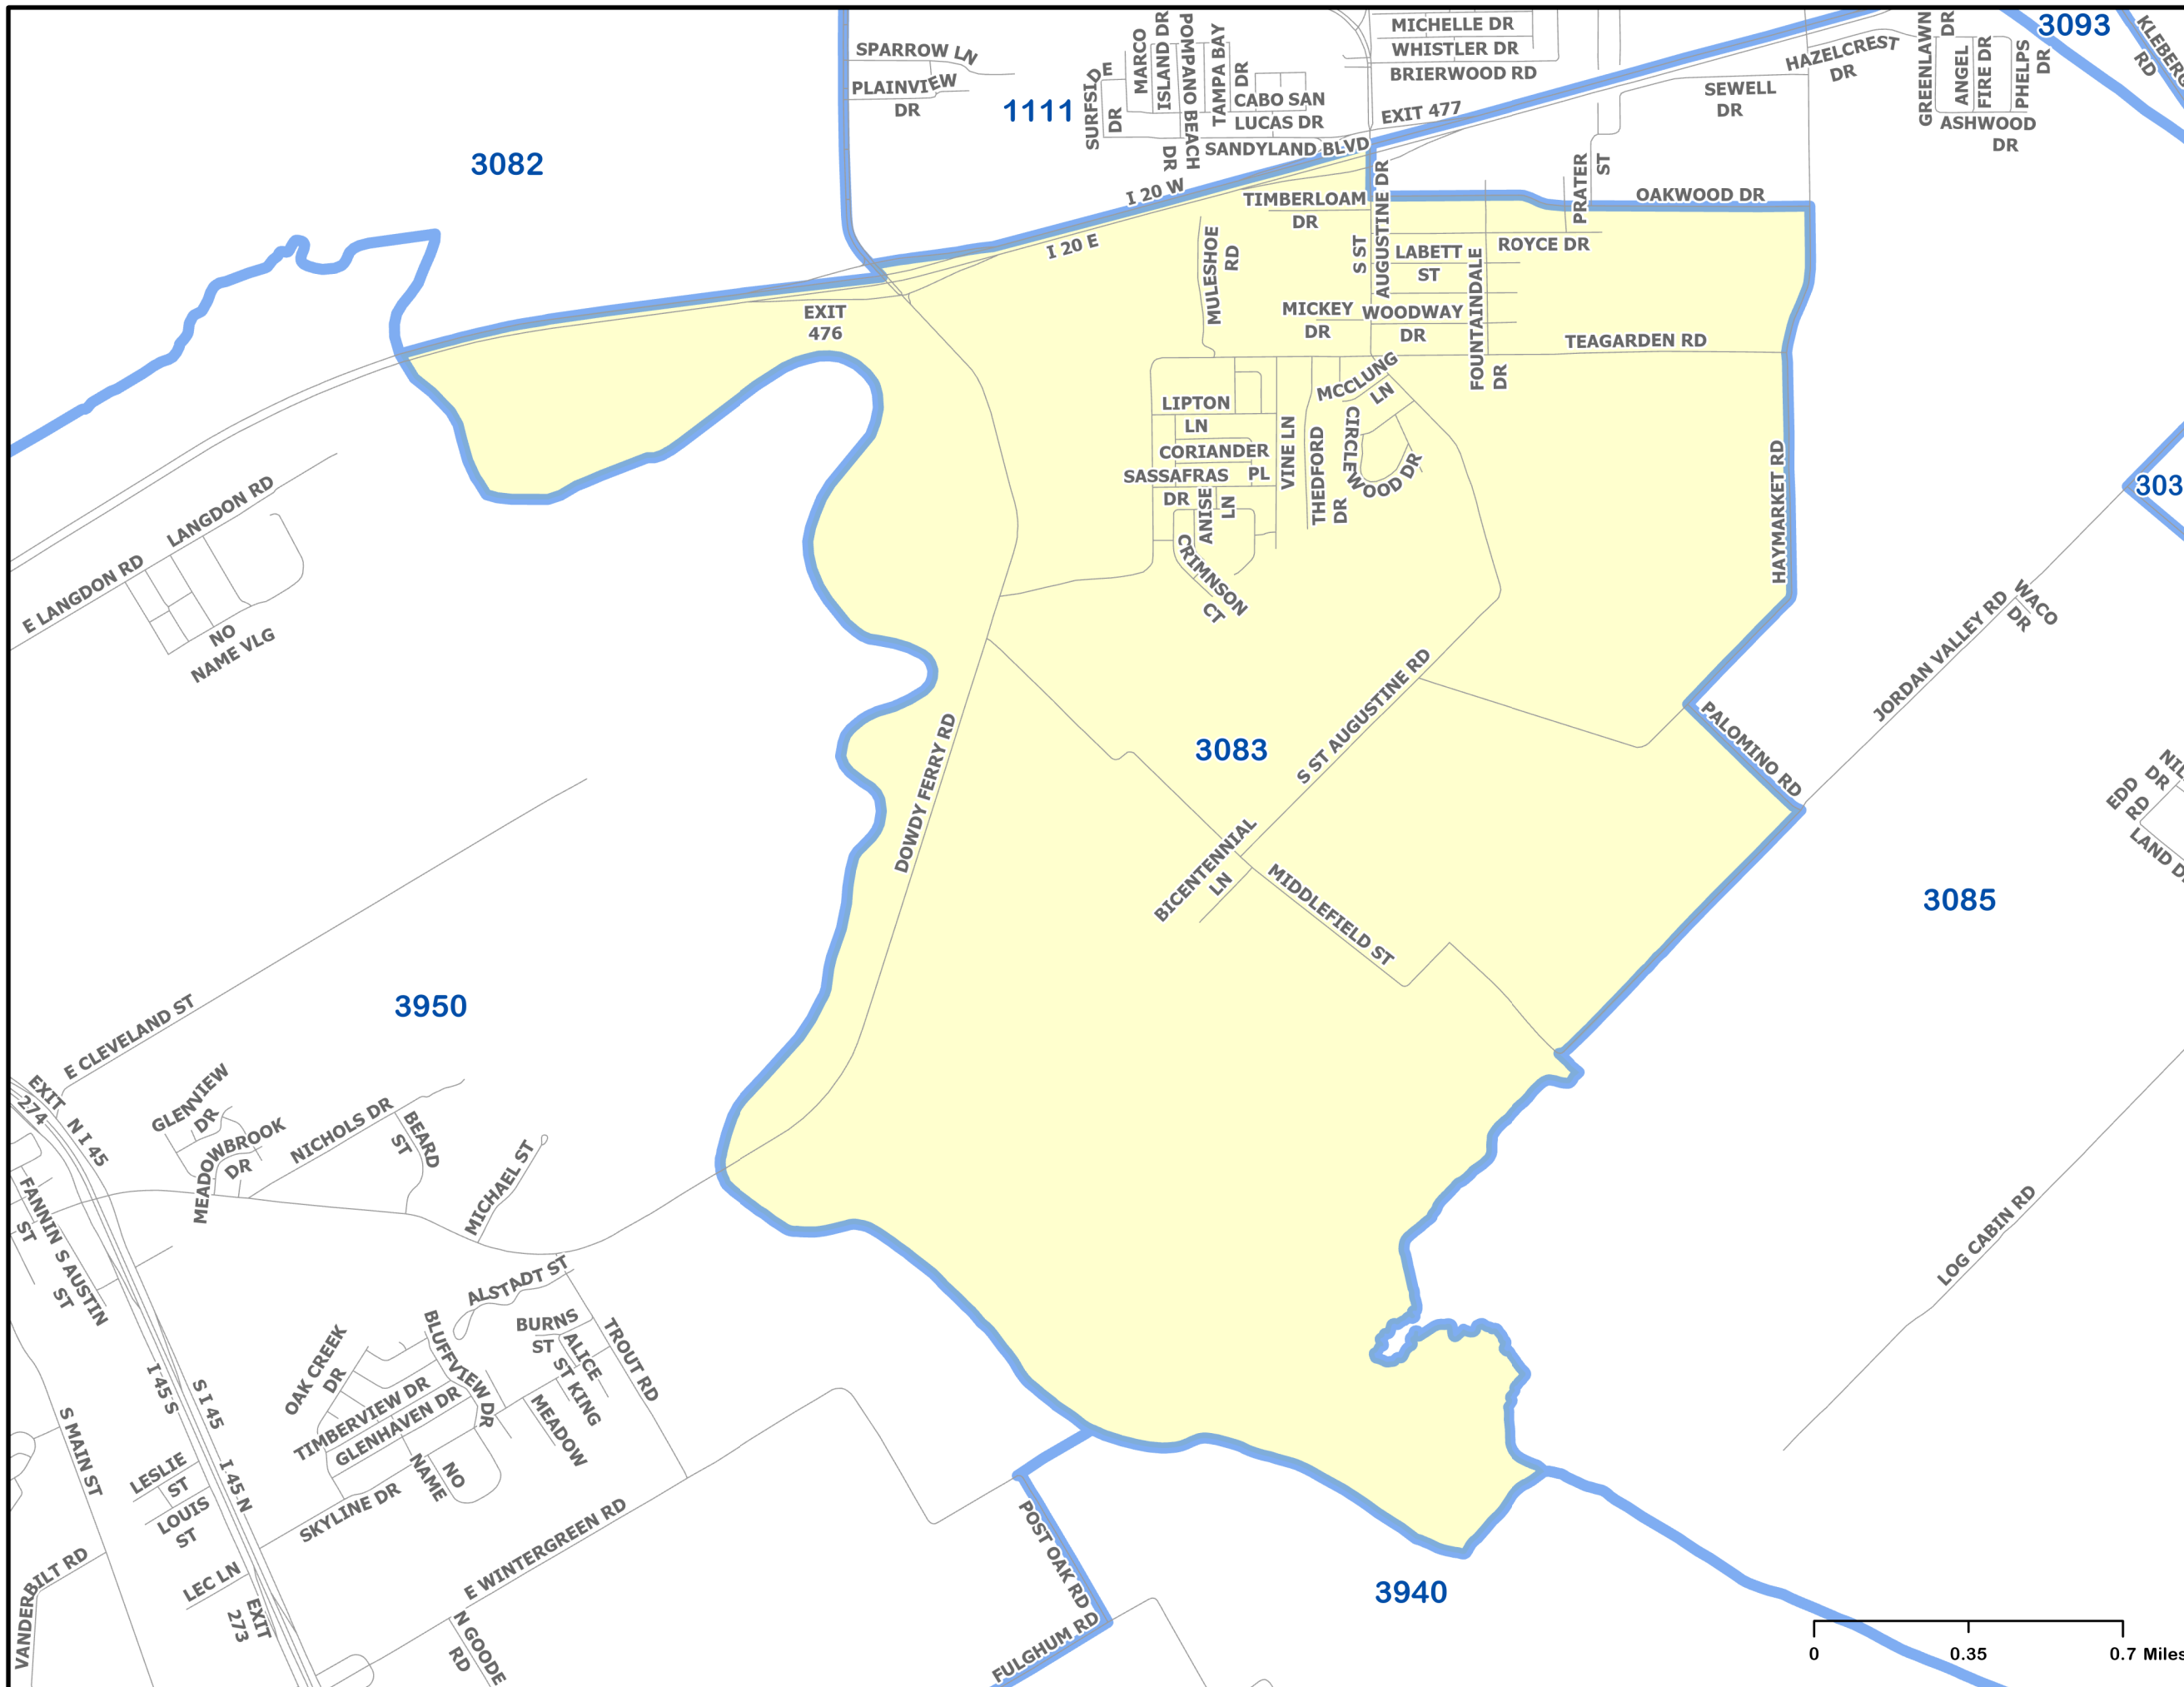 MICHELLE DR
WHISTLER DR
BRIERWOOD RD
3093
KLEBERG
RD
SPARROW LN
PLAINVIEW
DR
1111
SURFSIDE
DR
MARCO
ISLAND DR
POMPANO BEACH
DR
TAMPA BAY
DR
CABO SAN
LUCAS DR
SANDYLAND BLVD
EXIT 477
HAZELCREST
DR
SEWELL
DR
GREENLAWN
DR
ANGEL
FIRE DR
PHELPS
DR
ASHWOOD
DR
3082
I 20 W
I 20 E
TIMBERLOAM
DR
S ST
AUGUSTINE DR
PRATER
ST
OAKWOOD DR
MULESHOE
RD
LABETT
ST
ROYCE DR
FOUNTAINDALE
DR
MICKEY
DR
WOODWAY
DR
TEAGARDEN RD
EXIT
476
MCCLUNG
LN
LIPTON
LN
CORIANDER
PL
SASSAFRAS
DR
ANISE
LN
VINE LN
THEDFORD
DR
CIRCLE
WOOD DR
CRIMNSON
CT
HAYMARKET RD
303
LANGDON RD
E LANGDON RD
NO
NAME VLG
WACO
DR
JORDAN VALLEY RD
PALOMINO RD
S ST AUGUSTINE RD
3083
DOWDY FERRY RD
BICENTENNIAL
LN
MIDDLEFIELD ST
EDD
RD
DR
3085
3950
E CLEVELAND ST
EXIT
274
N I 45
GLENVIEW
DR
MEADOWBROOK
DR
NICHOLS DR
BEARD
ST
MICHAEL ST
FANNIN
ST
S AUSTIN
ST
LOG CABIN RD
ALSTADT ST
BURNS
ST
ALICE
ST
KING
TROUT RD
BLUFFVIEW DR
OAK CREEK
DR
TIMBERVIEW DR
GLENHAVEN DR
MEADOW
NO
NAME
SKYLINE DR
I 45 S
S I 45
I 45 N
S MAIN ST
LESLIE
ST
LOUIS
ST
LEC LN
VANDERBILT RD
EXIT
273
E WINTERGREEN RD
N GOODE
RD
POST OAK RD
FULGHUM RD
3940
0
0.35
0.7 Miles